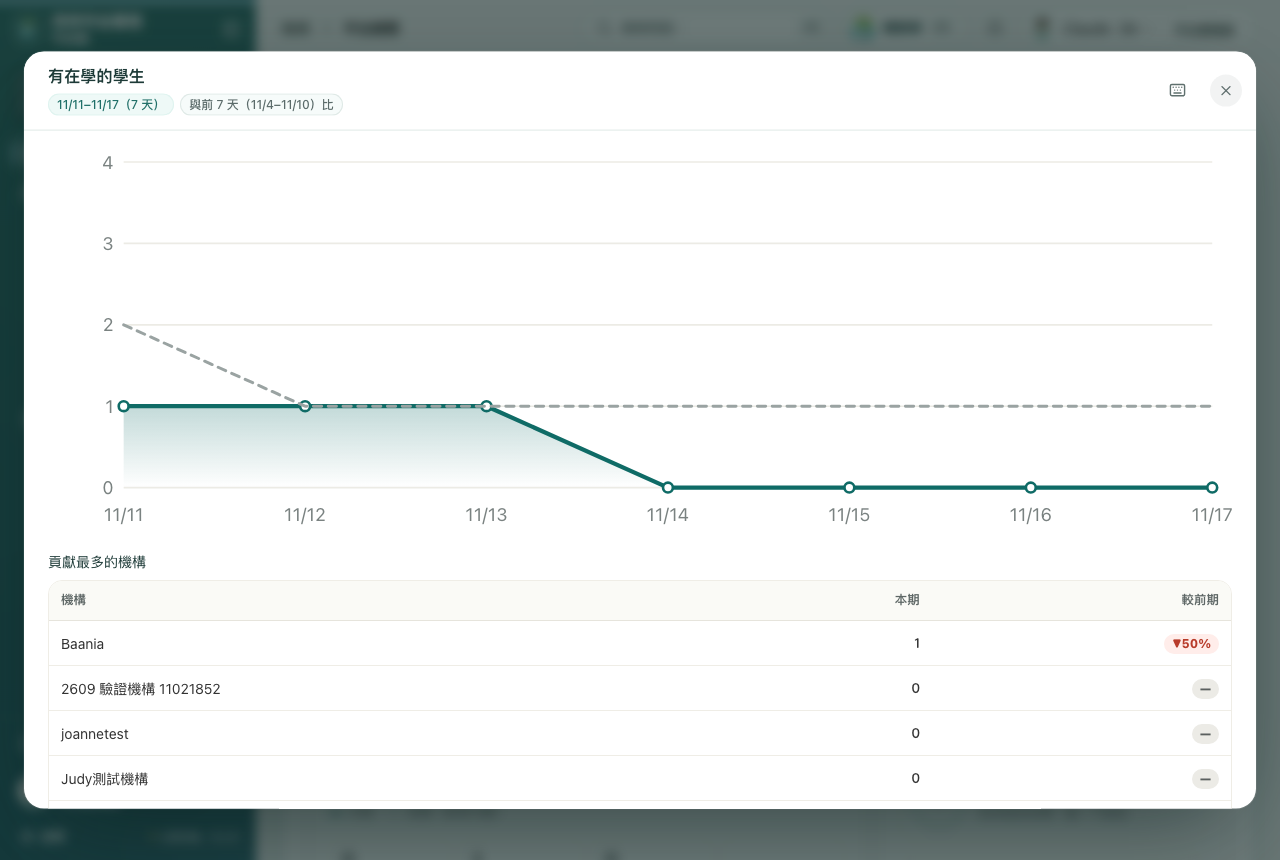 有在學的學生
11/11–11/17（7 天） 與前 7 天（11/4–11/10）比
4
3
2
1
0
11/11 11/12 11/13 11/14 11/15 11/16 11/17
貢獻最多的機構
機構 本期 較前期
Baania 1 ▼50%
2609 驗證機構 11021852 0 —
joannetest 0 —
Judy測試機構 0 —